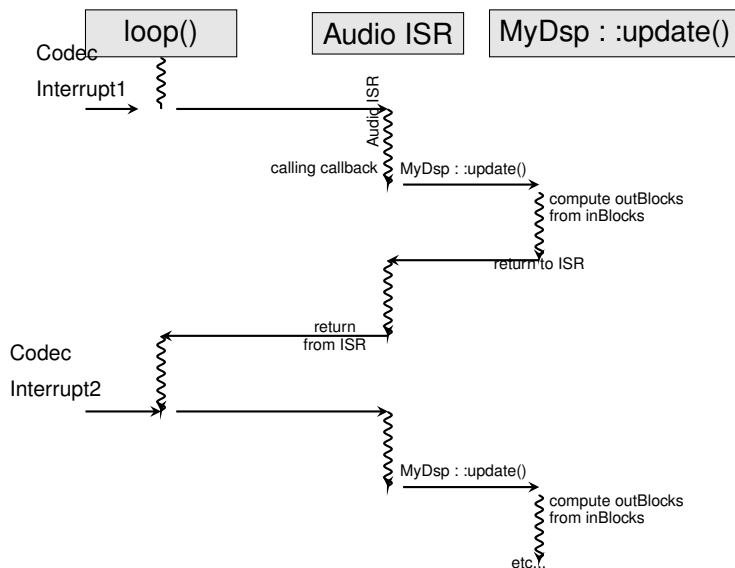 loop()
Audio ISR
MyDsp : :update()
Codec
Interrupt1
Audio ISR
calling callback
MyDsp : :update()
compute outBlocks
from inBlocks
return to ISR
return
from ISR
Codec
Interrupt2
MyDsp : :update()
compute outBlocks
from inBlocks
etc...